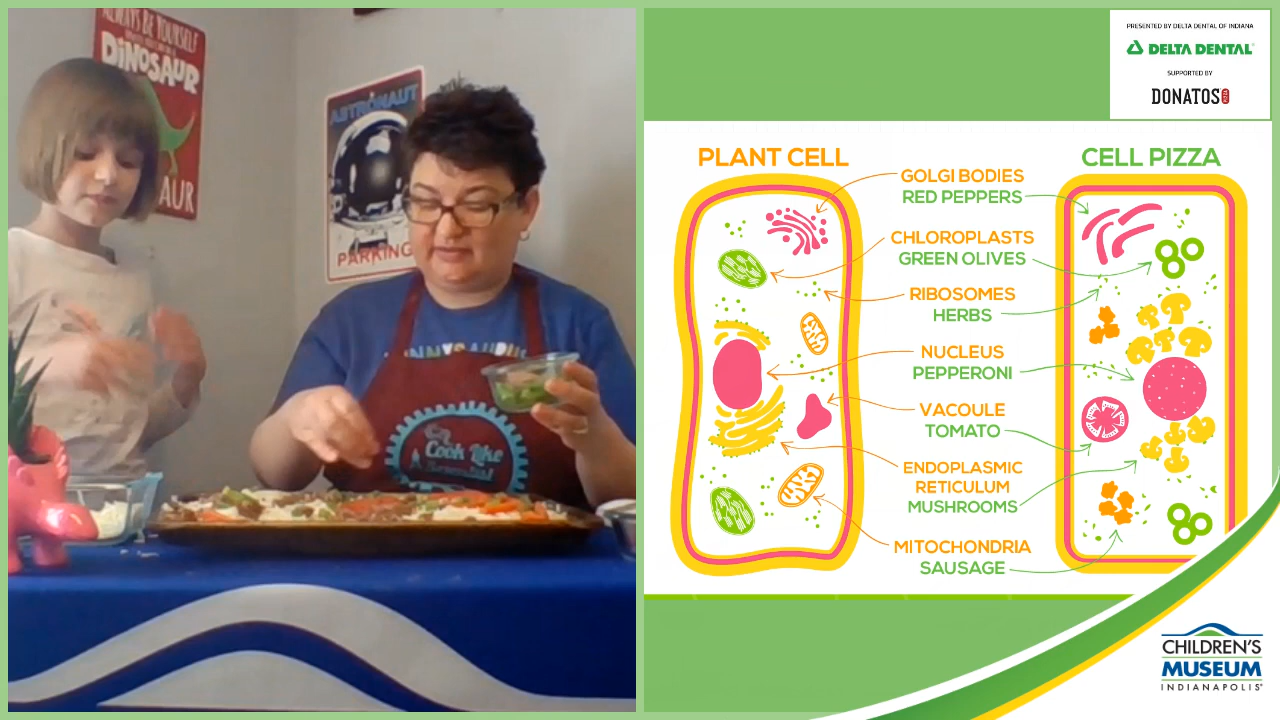 ALWAYS BE YOURSELF
DINOSAUR
AUR
ASTRONAUT
PARKING
Cook Like
PRESENTED BY DELTA DENTAL OF INDIANA
DELTA DENTAL
SUPPORTED BY
DONATOS
PLANT CELL
CELL PIZZA
GOLGI BODIES
RED PEPPERS
CHLOROPLASTS
GREEN OLIVES
RIBOSOMES
HERBS
NUCLEUS
PEPPERONI
VACOULE
TOMATO
ENDOPLASMIC
RETICULUM
MUSHROOMS
MITOCHONDRIA
SAUSAGE
CHILDREN'S
MUSEUM
INDIANAPOLIS